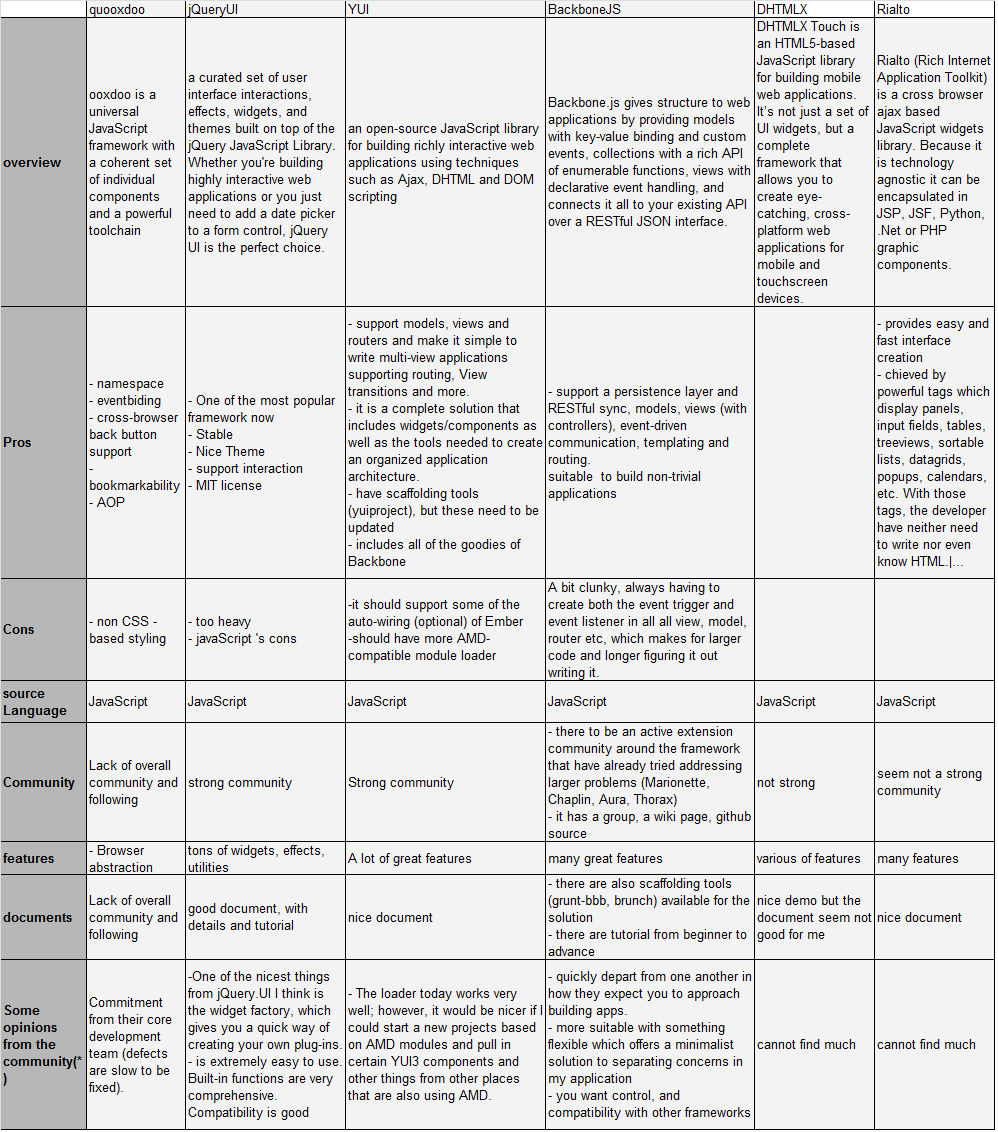 quooxdoo
jQueryUI
YUI
BackboneJS
DHTMLX
Rialto
overview
ooxdoo is a
universal
JavaScript
framework with
a coherent set
of individual
components
and a powerful
toolchain
a curated set of user
interface interactions,
effects, widgets, and
themes built on top of the
jQuery JavaScript Library.
Whether you're building
highly interactive web
applications or you just
need to add a date picker
to a form control, jQuery
UI is the perfect choice.
an open-source JavaScript library
for building richly interactive web
applications using techniques
such as Ajax, DHTML and DOM
scripting
Backbone.js gives structure to web
applications by providing models
with key-value binding and custom
events, collections with a rich API
of enumerable functions, views with
declarative event handling, and
connects it all to your existing API
over a RESTful JSON interface.
DHTMLX Touch is
an HTML5-based
JavaScript library
for building mobile
web applications.
It's not just a set of
UI widgets, but a
complete
framework that
allows you to
create eye-
catching, cross-
platform web
applications for
mobile and
touchscreen
devices.
Rialto (Rich Internet
Application Toolkit)
is a cross browser
ajax based
JavaScript widgets
library. Because it
is technology
agnostic it can be
encapsulated in
JSP, JSF, Python,
.Net or PHP
graphic
components.
Pros
- namespace
- eventbiding
- cross-browser
back button
support
-
bookmarkability
- AOP
- One of the most popular
framework now
- Stable
- Nice Theme
- support interaction
- MIT license
- support models, views and
routers and make it simple to
write multi-view applications
supporting routing, View
transitions and more.
- it is a complete solution that
includes widgets/components as
well as the tools needed to create
an organized application
architecture.
- have scaffolding tools
(yuiproject), but these need to be
updated
- includes all of the goodies of
Backbone
- support a persistence layer and
RESTful sync, models, views (with
controllers), event-driven
communication, templating and
routing.
suitable  to build non-trivial
applications
- provides easy and
fast interface
creation
- chieved by
powerful tags which
display panels,
input fields, tables,
treeviews, sortable
lists, datagrids,
popups, calendars,
etc. With those
tags, the developer
have neither need
to write nor even
know HTML.|...
Cons
- non CSS -
based styling
- too heavy
- javaScript 's cons
-it should support some of the
auto-wiring (optional) of Ember
-should have more AMD-
compatible module loader
A bit clunky, always having to
create both the event trigger and
event listener in all all view, model,
router etc, which makes for larger
code and longer figuring it out
writing it.
source
Language
JavaScript
JavaScript
JavaScript
JavaScript
JavaScript
JavaScript
Community
Lack of overall
community and
following
strong community
Strong community
- there to be an active extension
community around the framework
that have already tried addressing
larger problems (Marionette,
Chaplin, Aura, Thorax)
- it has a group, a wiki page, github
source
not strong
seem not a strong
community
features
- Browser
abstraction
tons of widgets, effects,
utilities
A lot of great features
many great features
various of features
many features
documents
Lack of overall
community and
following
good document, with
details and tutorial
nice document
- there are also scaffolding tools
(grunt-bbb, brunch) available for the
solution
- there are tutorial from beginner to
advance
nice demo but the
document seem not
good for me
nice document
Some
opinions
from the
community(*
)
Commitment
from their core
development
team (defects
are slow to be
fixed).
-One of the nicest things
from jQuery.UI I think is
the widget factory, which
gives you a quick way of
creating your own plug-ins.
- is extremely easy to use.
Built-in functions are very
comprehensive.
Compatibility is good
- The loader today works very
well; however, it would be nicer if I
could start a new projects based
on AMD modules and pull in
certain YUI3 components and
other things from other places
that are also using AMD.
- quickly depart from one another in
how they expect you to approach
building apps.
- more suitable with something
flexible which offers a minimalist
solution to separating concerns in
my application
- you want control, and
compatibility with other frameworks
cannot find much
cannot find much